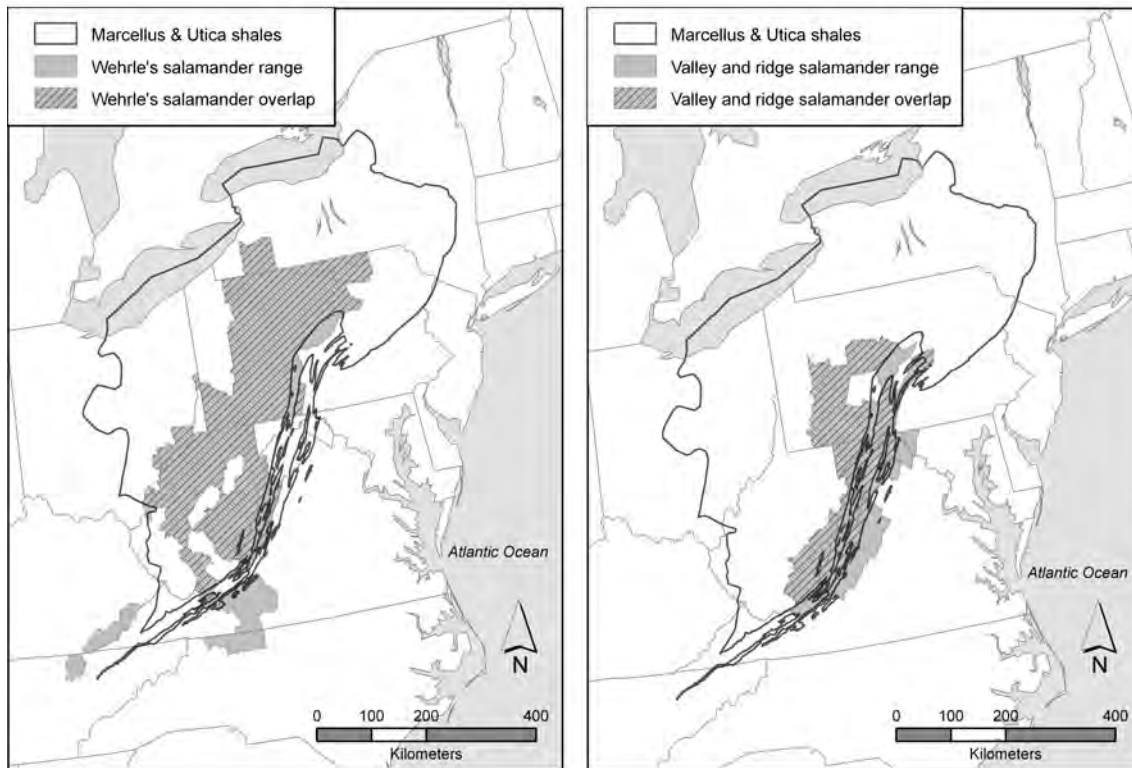 Marcellus & Utica shales
Wehrle's salamander range
Wehrle's salamander overlap
Atlantic Ocean
N
0 100 200 400
Kilometers
Marcellus & Utica shales
Valley and ridge salamander range
Valley and ridge salamander overlap
Atlantic Ocean
N
0 100 200 400
Kilometers